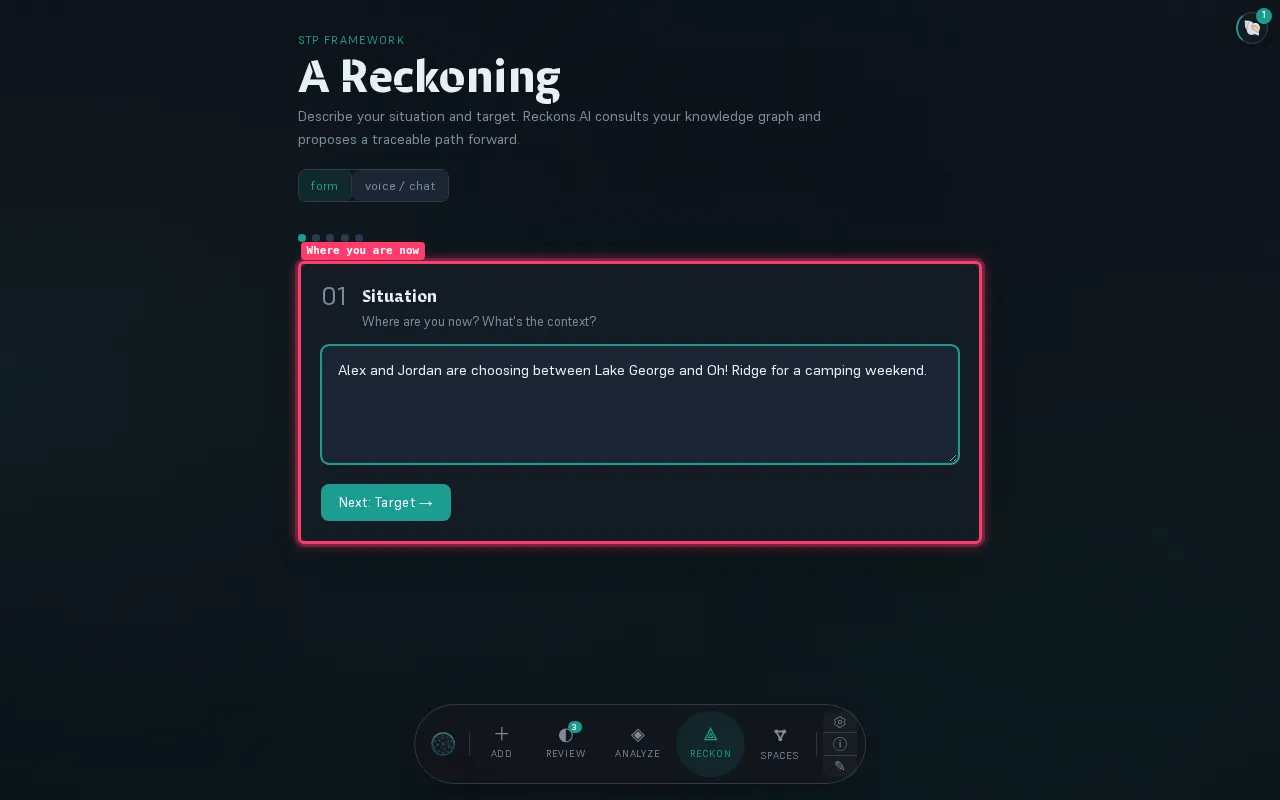 1
STP FRAMEWORK
A Reckoning
Describe your situation and target. Reckons.AI consults your knowledge graph and
proposes a traceable path forward.
form
voice / chat
Where you are now
01
Situation
Where are you now? What's the context?
Alex and Jordan are choosing between Lake George and Oh! Ridge for a camping weekend.
Next: Target →
ADD
3
REVIEW
ANALYZE
RECKON
SPACES